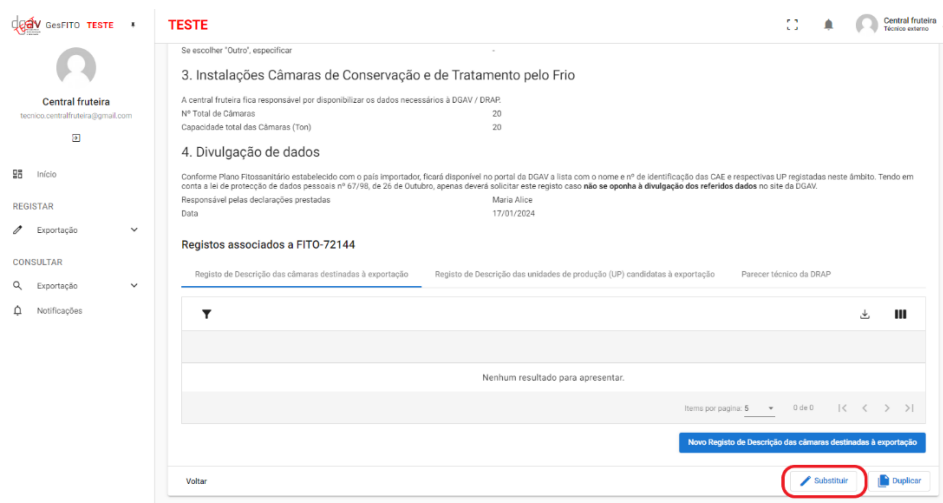 dgav GesFITO TESTE
TESTE
Central fruteira
Técnico externo
Central fruteira
tecnico.centralfruteira@gmail.com
Início
REGISTAR
Exportação
CONSULTAR
Exportação
Notificações
Se escolher "Outro", especificar -
3. Instalações Câmaras de Conservação e de Tratamento pelo Frio
A central fruteira fica responsável por disponibilizar os dados necessários à DGAV / DRAP.
Nº Total de Câmaras 20
Capacidade total das Câmaras (Ton) 20
4. Divulgação de dados
Conforme Plano Fitossanitário estabelecido com o país importador, ficará disponível no portal da DGAV a lista com o nome e nº de identificação das CAE e respectivas UP registadas neste âmbito. Tendo em
conta a lei de protecção de dados pessoais nº 67/98, de 26 de Outubro, apenas deverá solicitar este registo caso não se oponha à divulgação dos referidos dados no site da DGAV.
Responsável pelas declarações prestadas Maria Alice
Data 17/01/2024
Registos associados a FITO-72144
Registo de Descrição das câmaras destinadas à exportação Registo de Descrição das unidades de produção (UP) candidatas à exportação Parecer técnico da DRAP
Nenhum resultado para apresentar.
Items por pagina: 5 0 de 0
Novo Registo de Descrição das câmaras destinadas à exportação
Voltar Substituir Duplicar